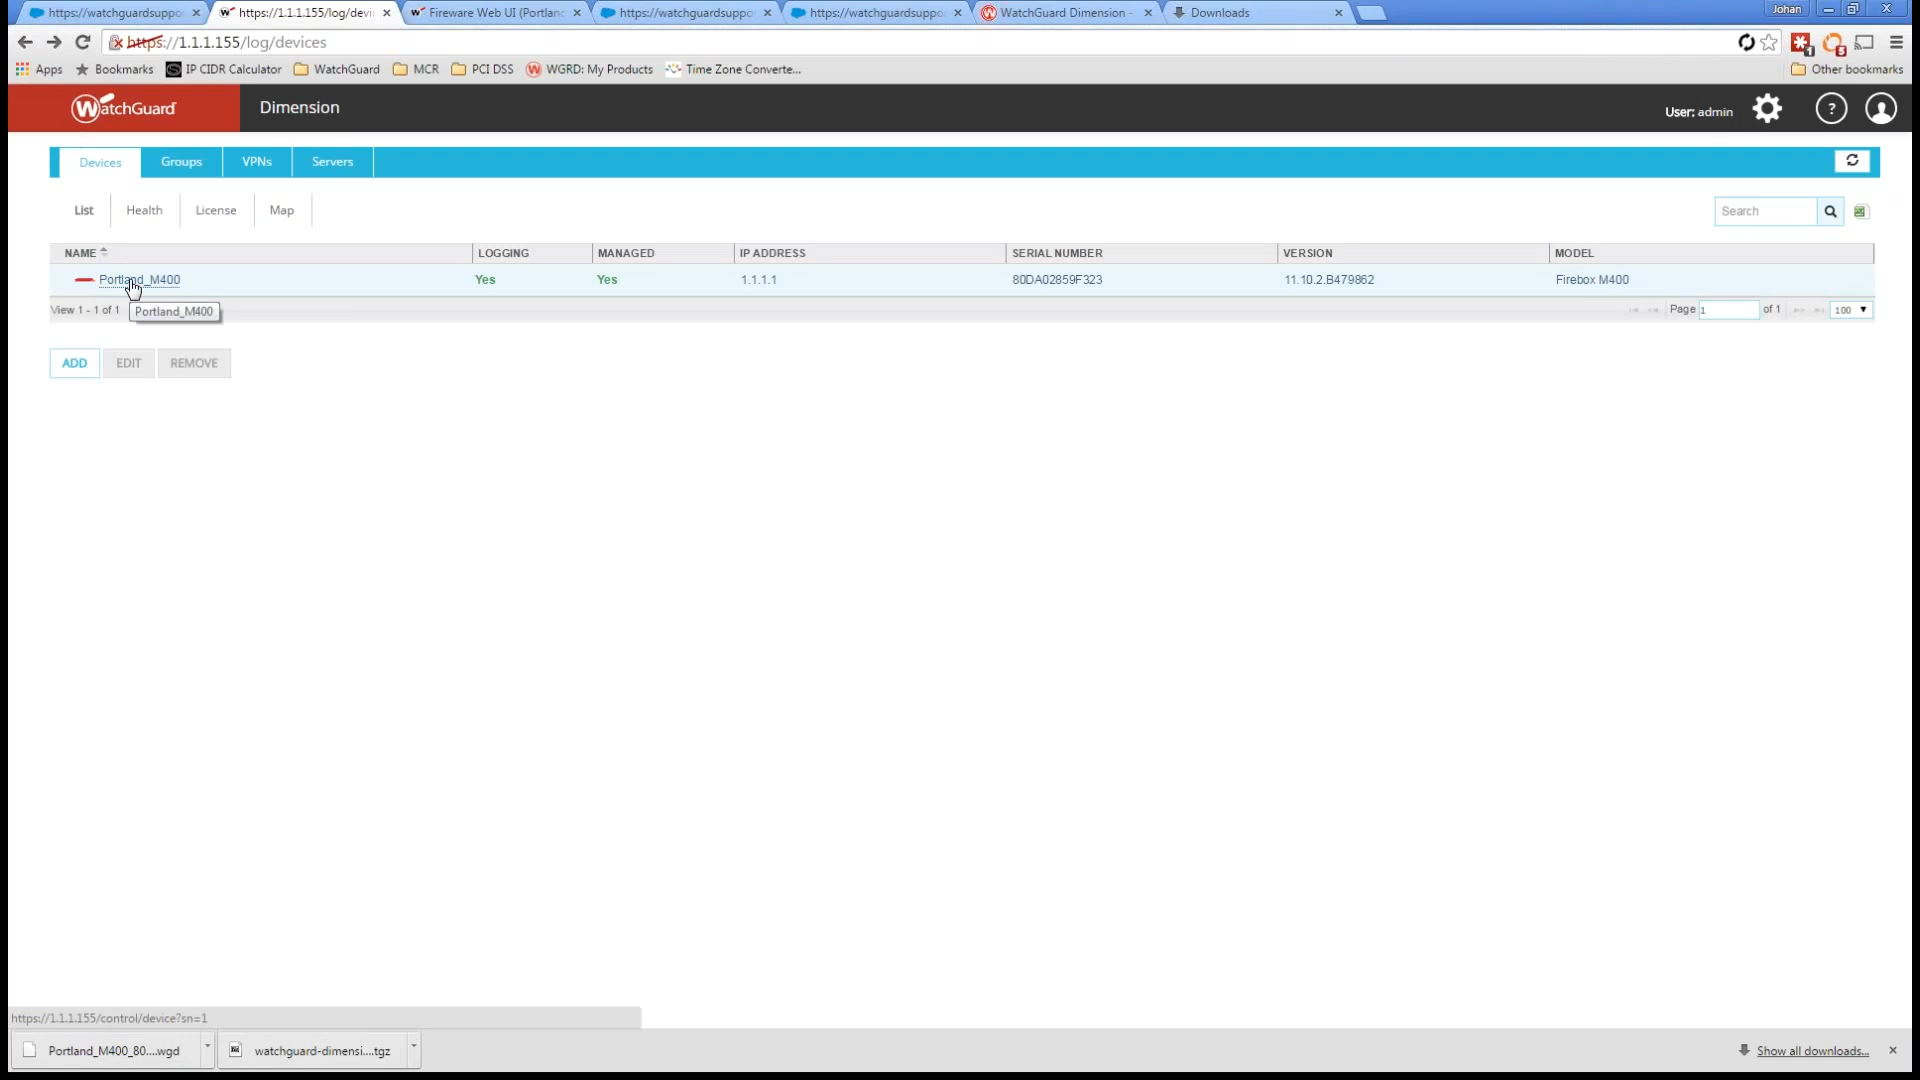 https://watchguardsuppo
https://1.1.1.155/log/devi
Fireware Web UI (Portlan
https://watchguardsuppo
https://watchguardsuppo
WatchGuard Dimension -
Downloads
Johan
https://1.1.1.155/log/devices
Apps
Bookmarks
IP CIDR Calculator
WatchGuard
MCR
PCI DSS
WGRD: My Products
Time Zone Converte...
Other bookmarks
WatchGuard
Dimension
User: admin
?
Devices
Groups
VPNs
Servers
List
Health
License
Map
Search
NAME
LOGGING
MANAGED
IP ADDRESS
SERIAL NUMBER
VERSION
MODEL
Portland_M400
Yes
Yes
1.1.1.1
80DA02859F323
11.10.2.B479862
Firebox M400
View 1 - 1 of 1
Portland_M400
Page 1 of 1
100
ADD
EDIT
REMOVE
https://1.1.1.155/control/device?sn=1
Portland_M400_80....wgd
watchguard-dimensi....tgz
Show all downloads...